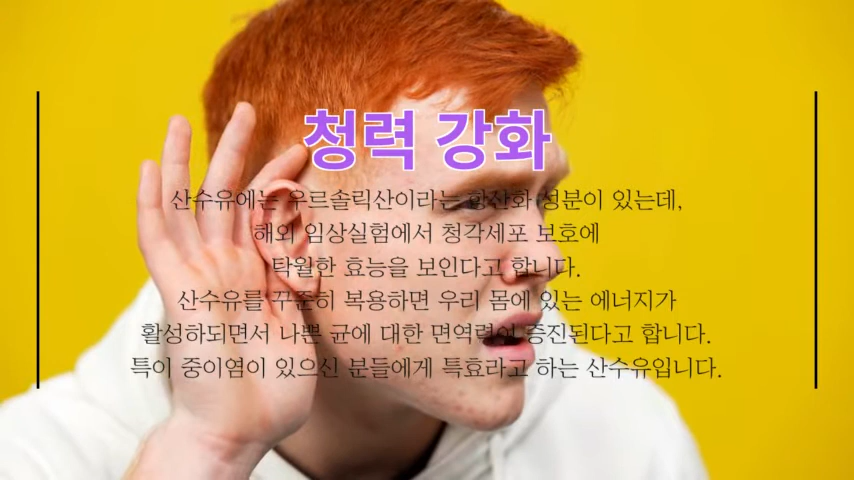 청력 강화
산수유에는 우르솔릭산이라는 항산화 성분이 있는데,
해외 임상실험에서 청각세포 보호에
탁월한 효능을 보인다고 합니다.
산수유를 꾸준히 복용하면 우리 몸에 있는 에너지가
활성하되면서 나쁜 균에 대한 면역력이 증진된다고 합니다.
특이 중이염이 있으신 분들에게 특효라고 하는 산수유입니다.